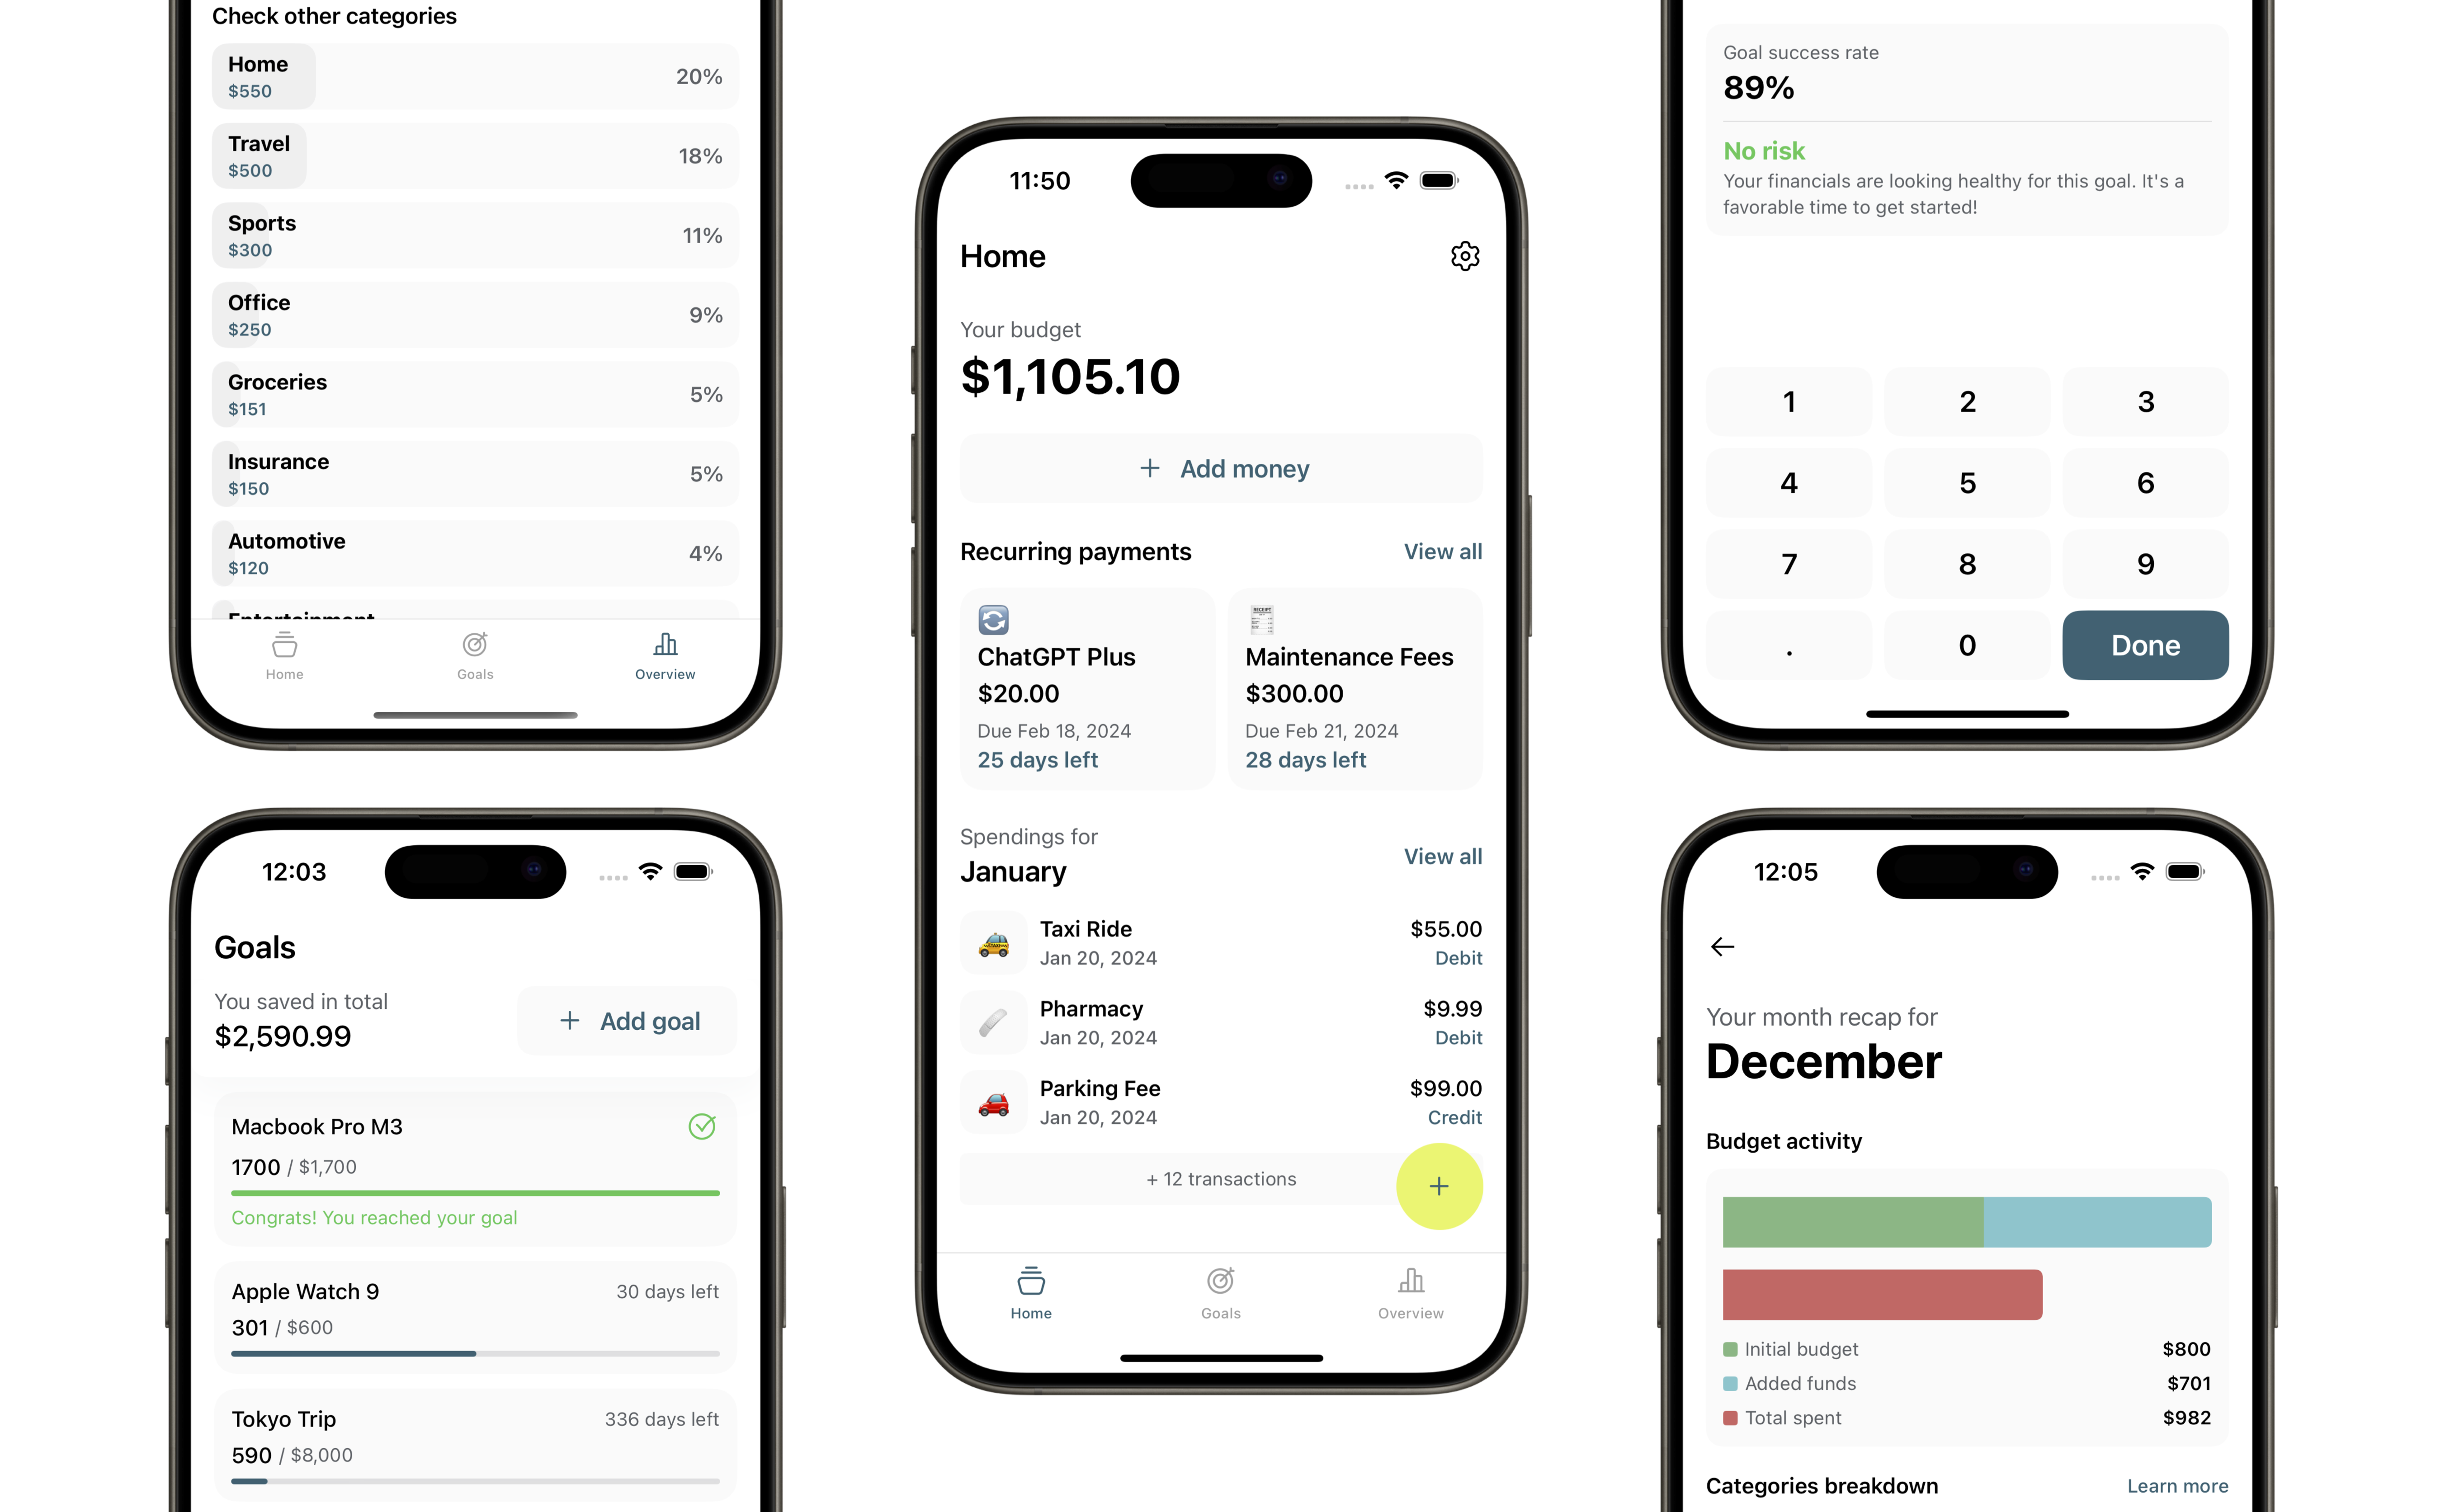 Check other categories
Home
$550
20%
Travel
$500
18%
Sports
$300
11%
Office
$250
9%
Groceries
$151
5%
Insurance
$150
5%
Automotive
$120
4%
Entertainment
Home
Goals
Overview
12:03
Goals
You saved in total
$2,590.99
+ Add goal
Macbook Pro M3
1700 / $1,700
Congrats! You reached your goal
Apple Watch 9
30 days left
301 / $600
Tokyo Trip
336 days left
590 / $8,000
11:50
Home
Your budget
$1,105.10
+ Add money
Recurring payments
View all
RECEIPT
ChatGPT Plus
$20.00
Due Feb 18, 2024
25 days left
Maintenance Fees
$300.00
Due Feb 21, 2024
28 days left
Spendings for
January
View all
Taxi Ride
Jan 20, 2024
$55.00
Debit
Pharmacy
Jan 20, 2024
$9.99
Debit
Parking Fee
Jan 20, 2024
$99.00
Credit
+ 12 transactions
+
Home
Goals
Overview
Goal success rate
89%
No risk
Your financials are looking healthy for this goal. It's a
favorable time to get started!
1
2
3
4
5
6
7
8
9
.
0
Done
12:05
Your month recap for
December
Budget activity
Initial budget
$800
Added funds
$701
Total spent
$982
Categories breakdown
Learn more